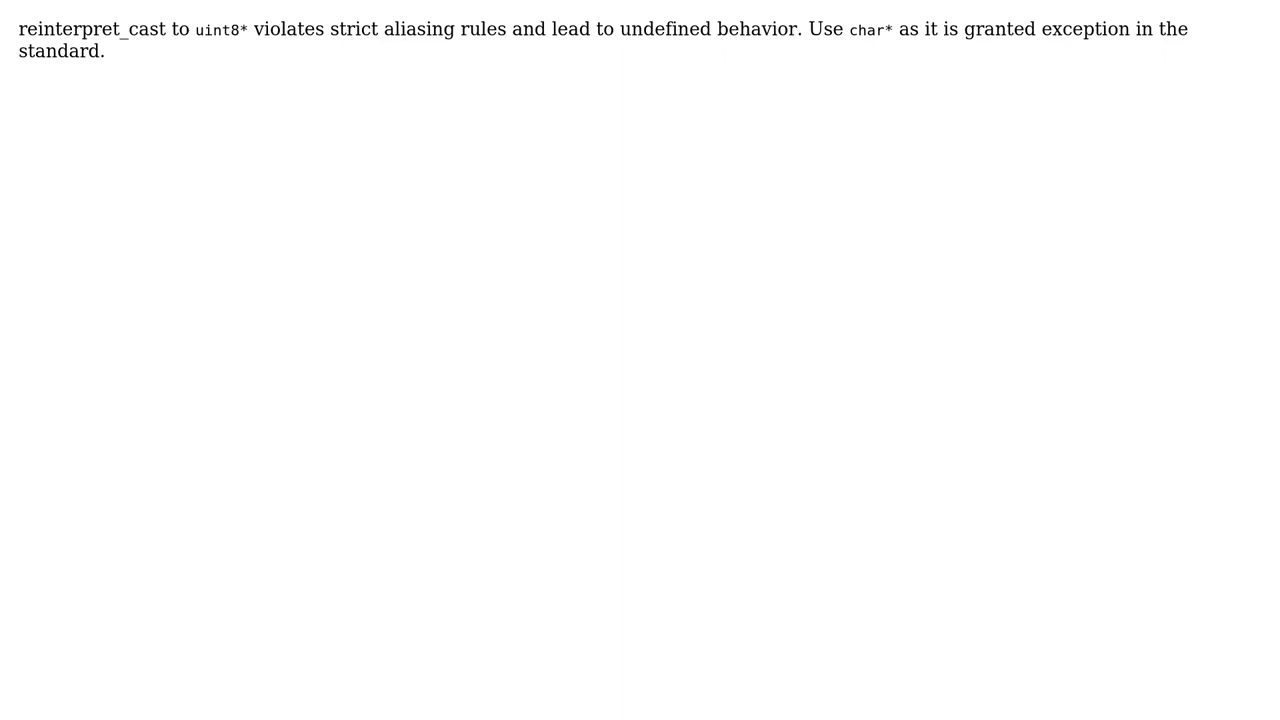 reinterpret_cast to uint8* violates strict aliasing rules and lead to undefined behavior. Use char* as it is granted exception in the
standard.